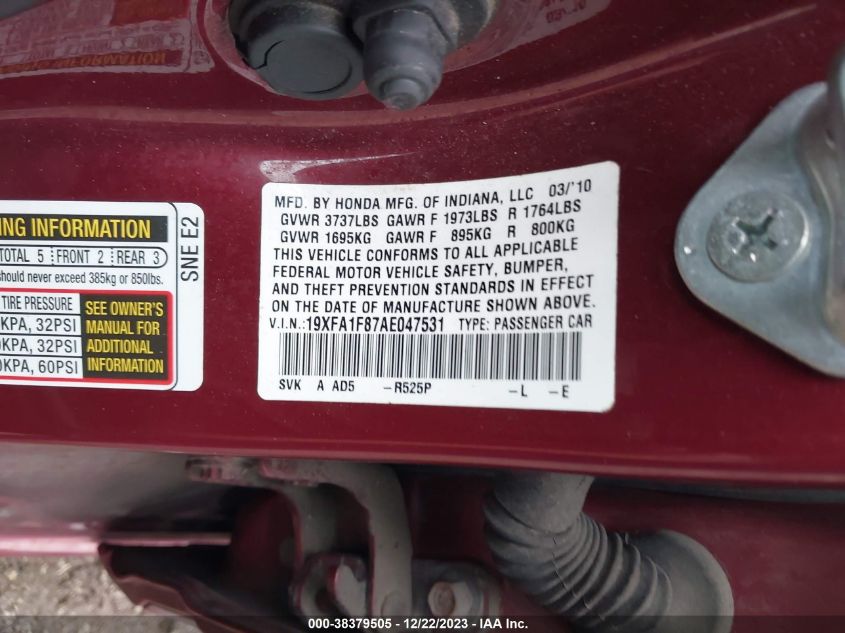 NG INFORMATION
TOTAL 5 FRONT 2 REAR 3
should never exceed 385kg or 850lbs.
TIRE PRESSURE
KPA, 32PSI
KPA, 32PSI
KPA, 60PSI
SEE OWNER'S
MANUAL FOR
ADDITIONAL
INFORMATION
SNE E2
MFD. BY HONDA MFG. OF INDIANA, LLC 03/'10
GVWR 3737LBS GAWR F 1973LBS R 1764LBS
GVWR 1695KG GAWR F 895KG R 800KG
THIS VEHICLE CONFORMS TO ALL APPLICABLE
FEDERAL MOTOR VEHICLE SAFETY, BUMPER,
AND THEFT PREVENTION STANDARDS IN EFFECT
ON THE DATE OF MANUFACTURE SHOWN ABOVE.
V.I.N.:19XFA1F87AE047531 TYPE: PASSENGER CAR
SVK A AD5 -R525P -L -E
000-38379505 - 12/22/2023 - IAA Inc.